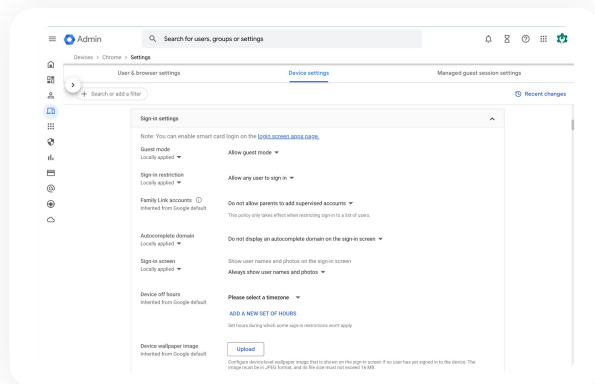 Admin
Search for users, groups or settings
Devices > Chrome > Settings
User & browser settings
Device settings
Managed guest session settings
+ Search or add a filter
Recent changes
Sign-in settings
Note: You can enable smart card login on the login screen apps page.
Guest mode
Locally applied
Allow guest mode
Sign-in restriction
Locally applied
Allow any user to sign in
Family Link accounts
Inherited from Google default
Do not allow parents to add supervised accounts
This policy only takes effect when restricting sign-in to a list of users.
Autocomplete domain
Locally applied
Do not display an autocomplete domain on the sign-in screen
Sign-in screen
Locally applied
Show user names and photos on the sign-in screen
Always show user names and photos
Device off hours
Inherited from Google default
Please select a timezone
ADD A NEW SET OF HOURS
Set hours during which some sign-in restrictions won't apply
Device wallpaper image
Inherited from Google default
Upload
Configure device-level wallpaper image that is shown on the sign-in screen if no user has yet signed in to the device. The
image must be in JPEG format, and its file size must not exceed 16 MB.